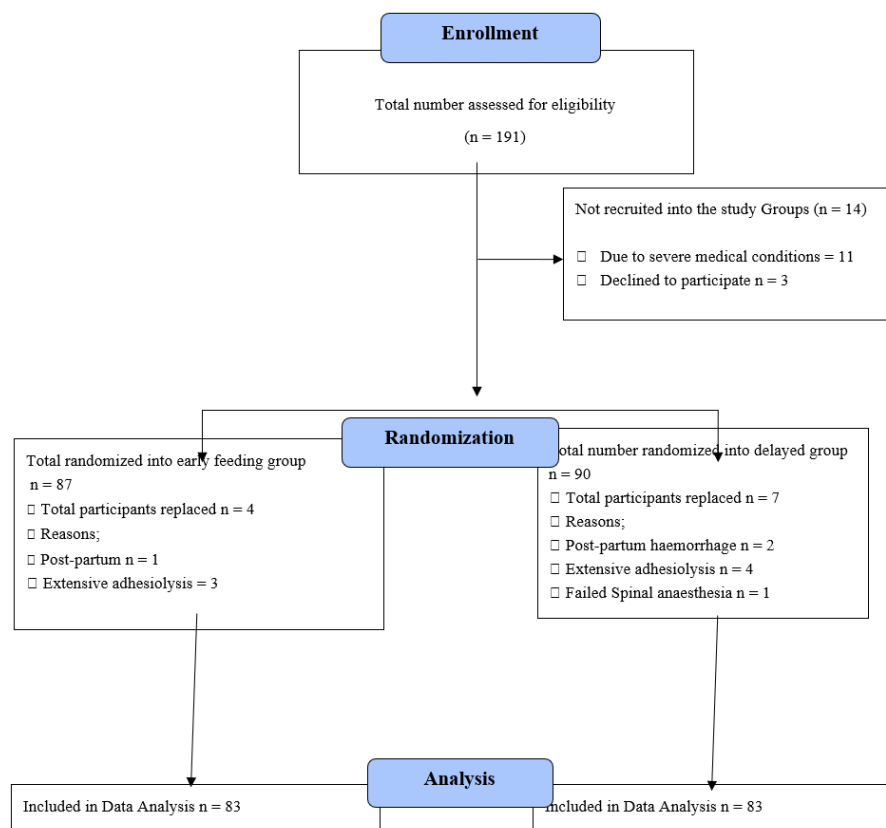 Enrollment
Total number assessed for eligibility
(n = 191)
Not recruited into the study Groups (n = 14)
□ Due to severe medical conditions = 11
□ Declined to participate n = 3
Randomization
Total randomized into early feeding group
n = 87
□ Total participants replaced n = 4
□ Reasons;
□ Post-partum n = 1
□ Extensive adhesiolysis = 3
Total number randomized into delayed group
n = 90
□ Total participants replaced n = 7
□ Reasons;
□ Post-partum haemorrhage n = 2
□ Extensive adhesiolysis n = 4
□ Failed Spinal anaesthesia n = 1
Analysis
Included in Data Analysis n = 83
Included in Data Analysis n = 83